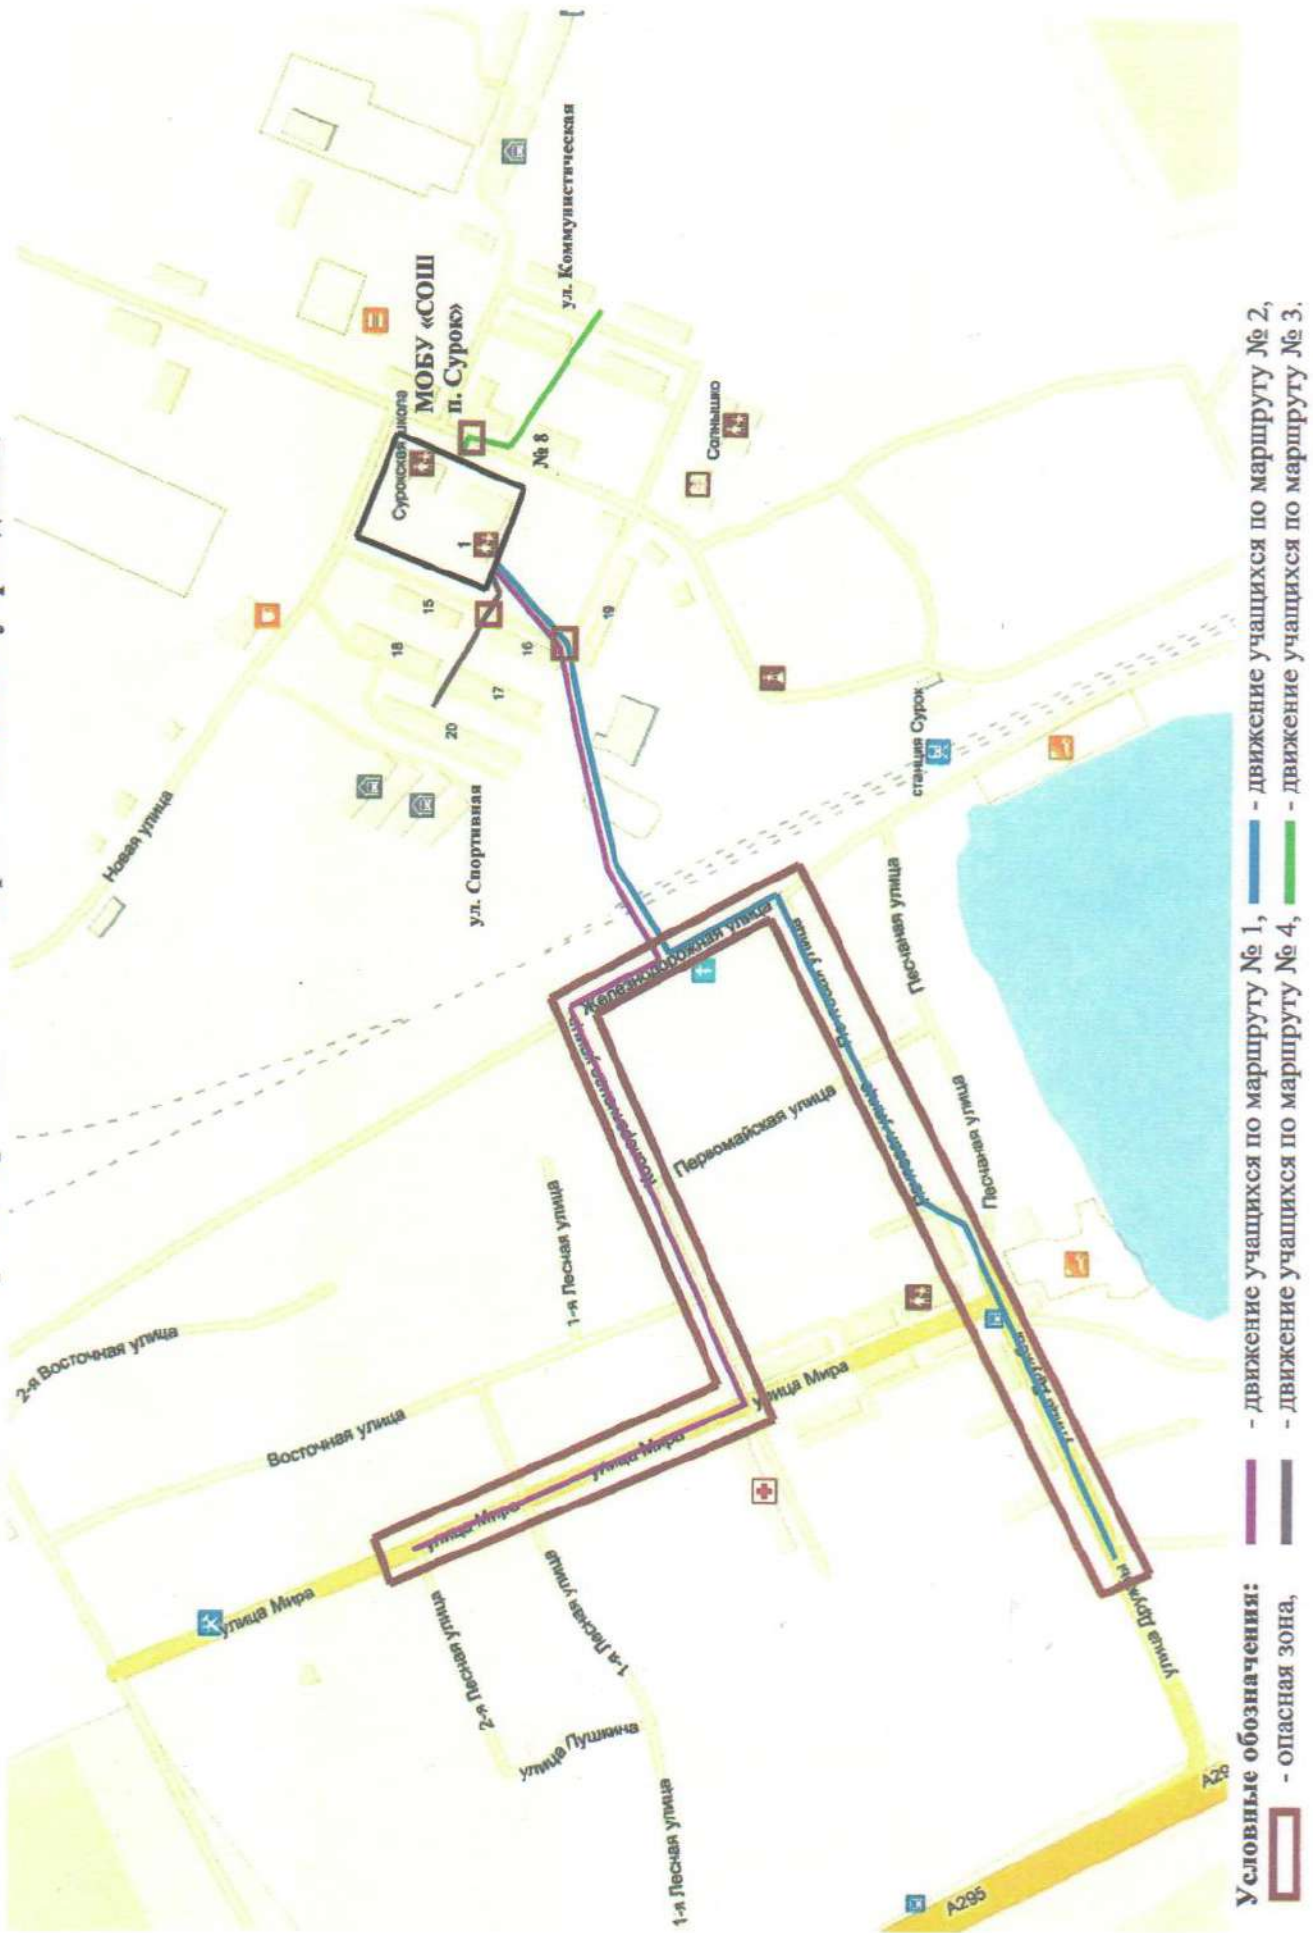 Новая улица
ул. Спортивная
20
18
17
15
16
1
19
Сурокская школа
МОБУ «СОШ
п. Сурок»
№ 8
ул. Коммунистическая
Солнышко
станция Сурок
Железнодорожная улица
Песчаная улица
Песчаная улица
Песчаная улица
Первомайская улица
1-я Лесная улица
2-я Восточная улица
Восточная улица
улица Мира
улица Мира
улица Мира
улица Мира
2-я Лесная улица
1-я Лесная улица
улица Пушкина
1-я Лесная улица
улица Дружбы
улица Дружбы
А295
А29
Условные обозначения:
- движение учащихся по маршруту № 1,
- движение учащихся по маршруту № 2,
- опасная зона,
- движение учащихся по маршруту № 4,
- движение учащихся по маршруту № 3.